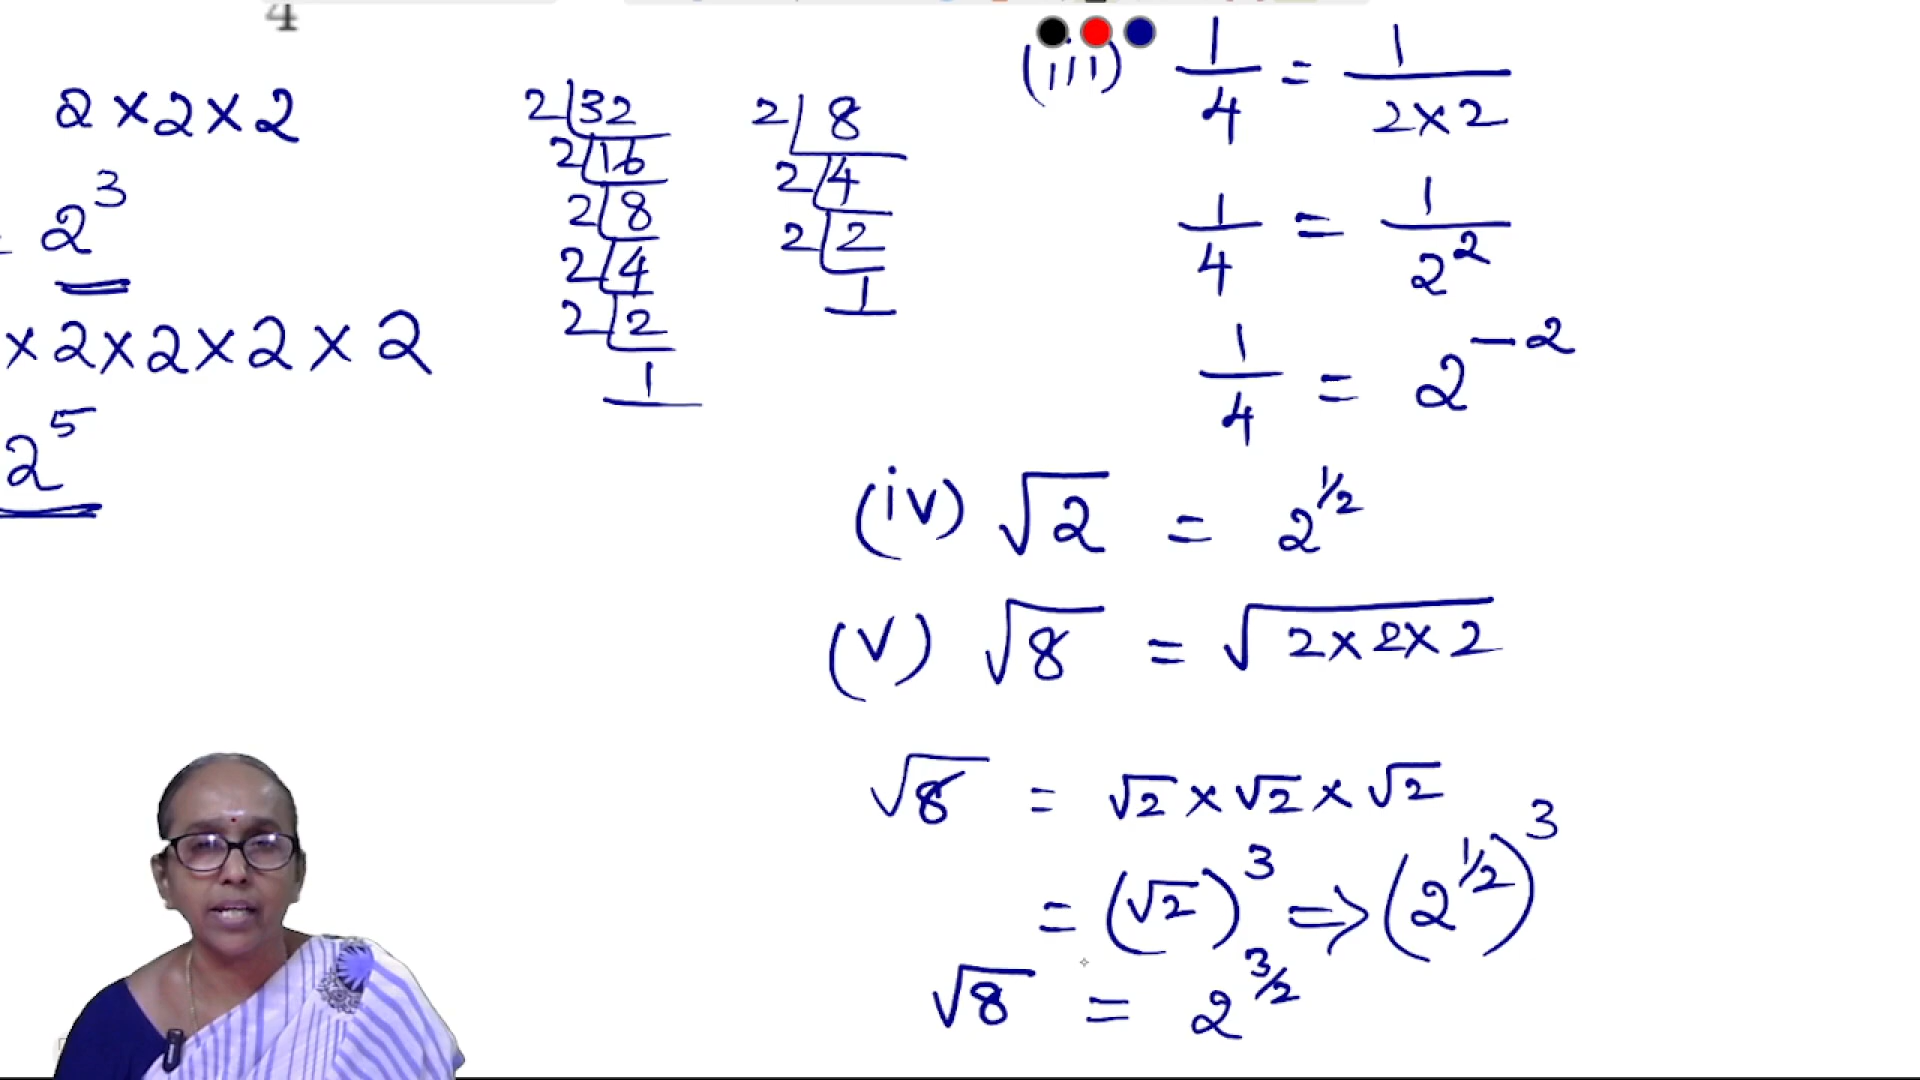 4
2 × 2 × 2
2³
× 2 × 2 × 2 × 2
2⁵
2 | 32
2 | 16
2 | 8
2 | 4
2 | 2
1
2 | 8
2 | 4
2 | 2
1
(iii) 1/4 = 1/(2×2)
1/4 = 1/2²
1/4 = 2⁻²
(iv) √2 = 2^(1/2)
(v) √8 = √(2×2×2)
√8 = √2 × √2 × √2
= (√2)³ ⇒ (2^(1/2))³
√8 = 2^(3/2)